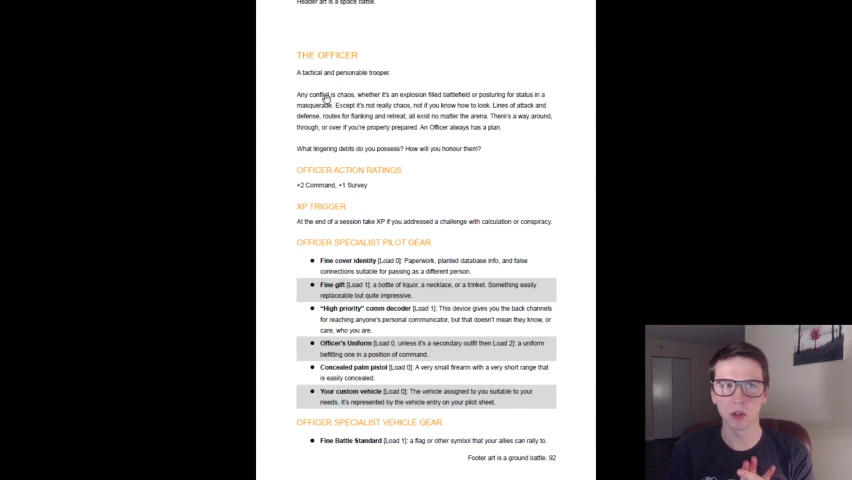 Header art is a space battle.
THE OFFICER
A tactical and personable trooper.
Any conflict is chaos, whether it's an explosion filled battlefield or posturing for status in a
masquerade. Except it's not really chaos, not if you know how to look. Lines of attack and
defense, routes for flanking and retreat, all exist no matter the arena. There's a way around,
through, or over if you're properly prepared. An Officer always has a plan.
What lingering debts do you possess? How will you honour them?
OFFICER ACTION RATINGS
+2 Command, +1 Survey
XP TRIGGER
At the end of a session take XP if you addressed a challenge with calculation or conspiracy.
OFFICER SPECIALIST PILOT GEAR
● Fine cover identity [Load 0]: Paperwork, planted database info, and false
connections suitable for passing as a different person.
● Fine gift [Load 1]: a bottle of liquor, a necklace, or a trinket. Something easily
replaceable but quite impressive.
● "High priority" comm decoder [Load 1]: This device gives you the back channels
for reaching anyone's personal communicator, but that doesn't mean they know, or
care, who you are.
● Officer's Uniform [Load 0, unless it's a secondary outfit then Load 2]: a uniform
befitting one in a position of command.
● Concealed palm pistol [Load 0]: A very small firearm with a very short range that
is easily concealed.
● Your custom vehicle [Load 0]: The vehicle assigned to you suitable to your
needs. It's represented by the vehicle entry on your pilot sheet.
OFFICER SPECIALIST VEHICLE GEAR
● Fine Battle Standard [Load 1]: a flag or other symbol that your allies can rally to.
Footer art is a ground battle. 92